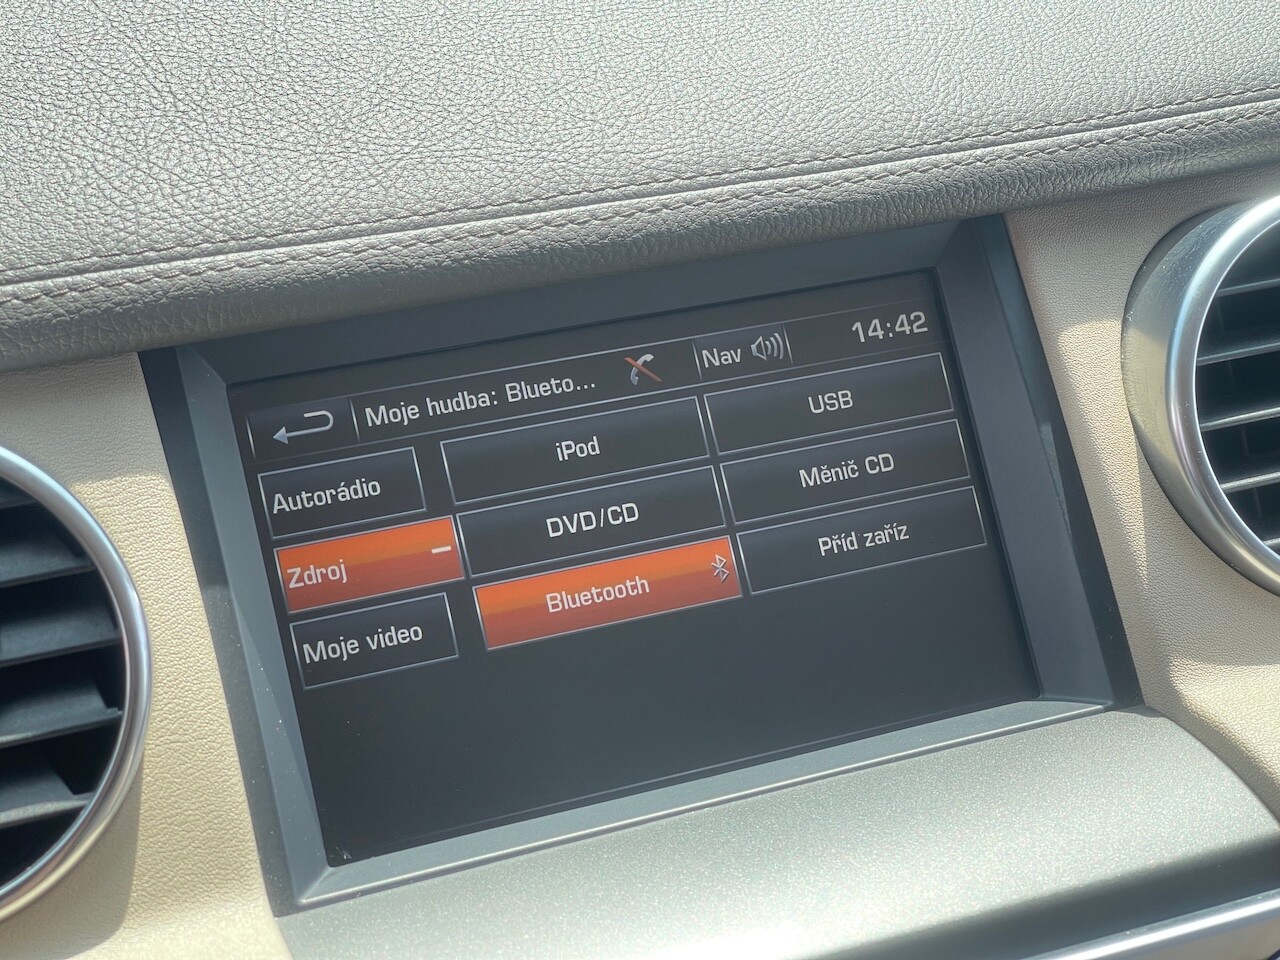 Moje hudba: Blueto...
Nav
14:42
Autorádio
iPod
USB
Zdroj
DVD/CD
Měnič CD
Moje video
Bluetooth
Příd zaříz